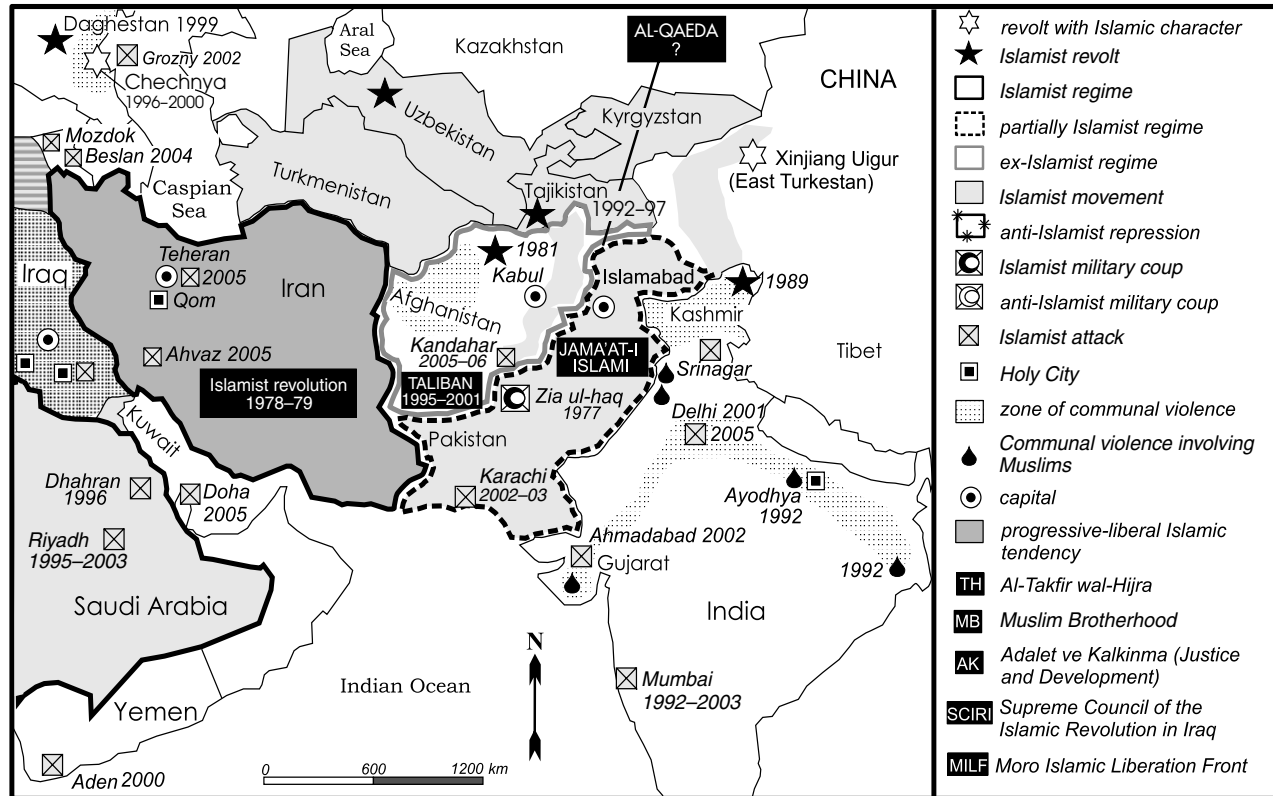 Daghestan 1999
Grozny 2002
Chechnya
1996–2000
Mozdok
Beslan 2004
Caspian
Sea
Aral
Sea
Kazakhstan
AL-QAEDA
?
CHINA
Uzbekistan
Kyrgyzstan
Turkmenistan
Tajikistan
1992–97
Xinjiang Uigur
(East Turkestan)
Iraq
Teheran
2005
Qom
Iran
Ahvaz 2005
Islamist revolution
1978–79
1981
Kabul
Afghanistan
Kandahar
2005–06
TALIBAN
1995–2001
Islamabad
JAMA'AT-I
ISLAMI
Zia ul-haq
1977
Pakistan
Karachi
2002–03
1989
Kashmir
Srinagar
Tibet
Delhi 2001
2005
Ayodhya
1992
1992
Ahmadabad 2002
Gujarat
India
Mumbai
1992–2003
Kuwait
Dhahran
1996
Doha
2005
Riyadh
1995–2003
Saudi Arabia
Yemen
Aden 2000
Indian Ocean
N
0 600 1200 km
revolt with Islamic character
Islamist revolt
Islamist regime
partially Islamist regime
ex-Islamist regime
Islamist movement
anti-Islamist repression
Islamist military coup
anti-Islamist military coup
Islamist attack
Holy City
zone of communal violence
Communal violence involving
Muslims
capital
progressive-liberal Islamic
tendency
TH Al-Takfir wal-Hijra
MB Muslim Brotherhood
AK Adalet ve Kalkinma (Justice
and Development)
SCIRI Supreme Council of the
Islamic Revolution in Iraq
MILF Moro Islamic Liberation Front